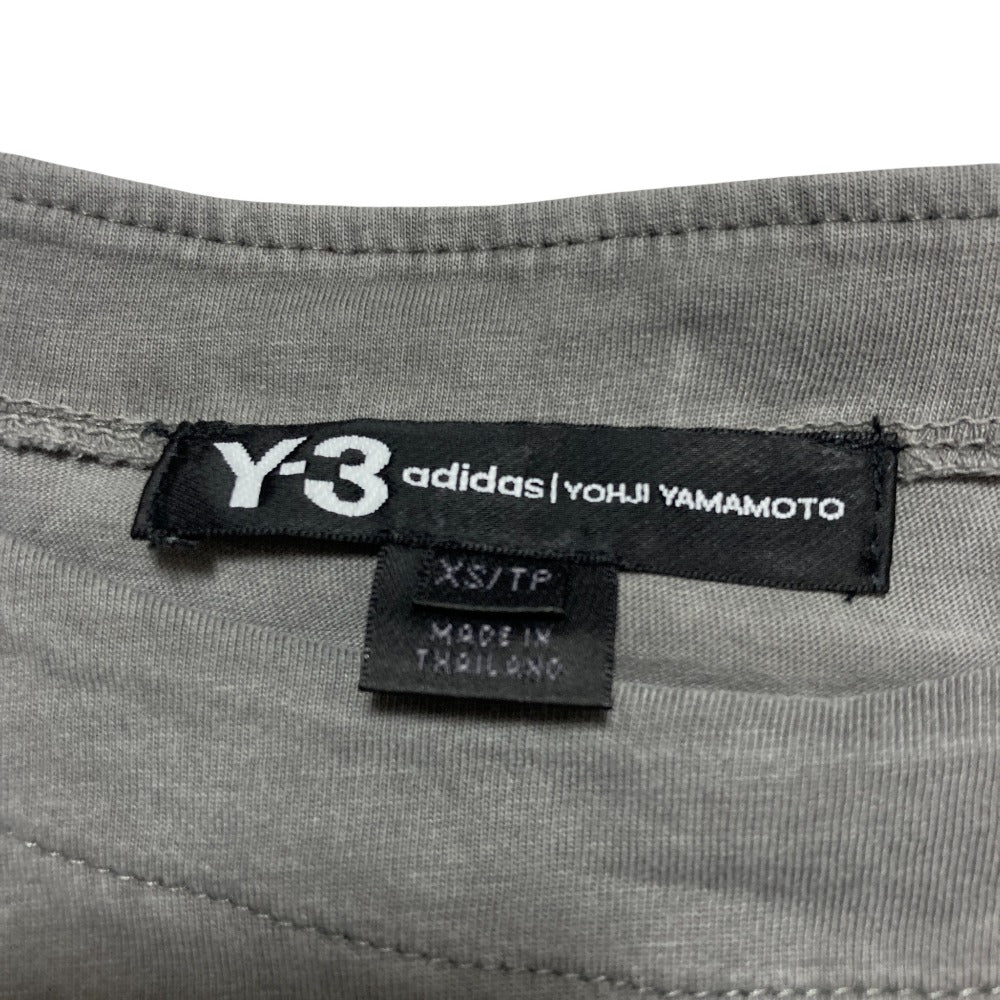 Y-3 adidas | YOHJI YAMAMOTO
XS/TP
MADE IN
THAILAND